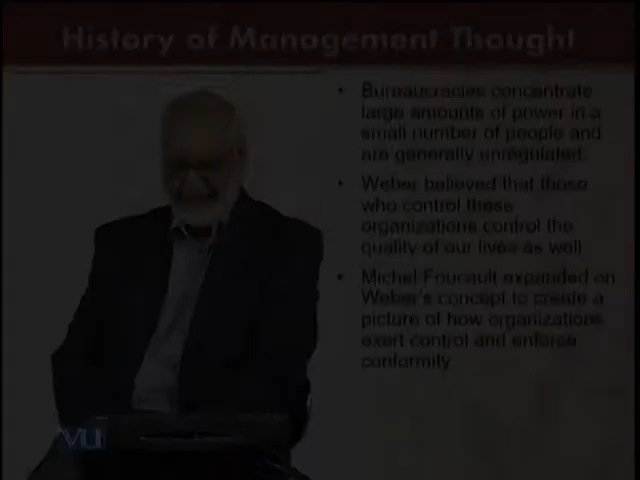 History of Management Thought
• Bureaucracies concentrate
large amounts of power in a
small number of people and
are generally unregulated.
• Weber believed that those
who control these
organizations control the
quality of our lives as well
• Michel Foucault expanded on
Weber's concept to create a
picture of how organizations
exert control and enforce
conformity
VU